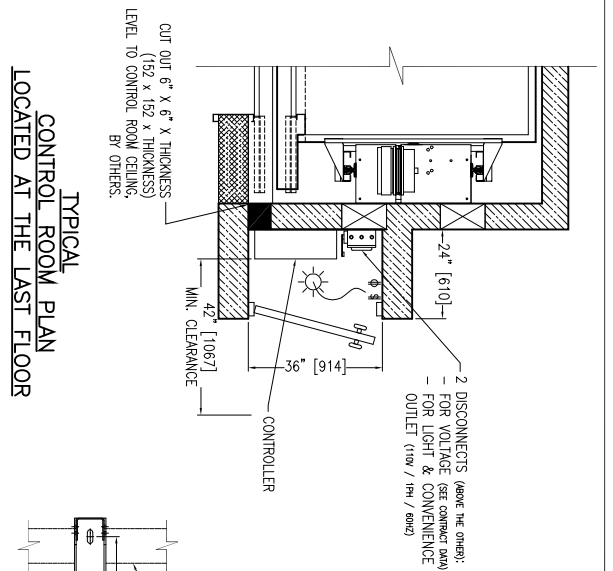 CUT OUT 6" X 6" X THICKNESS
(152 x 152 x THICKNESS)
LEVEL TO CONTROL ROOM CEILING,
BY OTHERS.
24" [610]
36" [914]
42" [1067]
MIN. CLEARANCE
CONTROLLER
2 DISCONNECTS (ABOVE THE OTHER):
- FOR VOLTAGE (SEE CONTRACT DATA)
- FOR LIGHT & CONVENIENCE
OUTLET (110V / 1PH / 60HZ)
S
TYPICAL
CONTROL ROOM PLAN
LOCATED AT THE LAST FLOOR